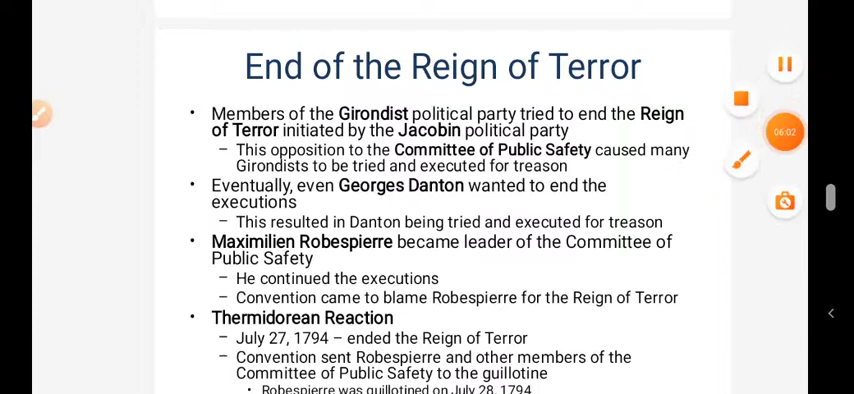 End of the Reign of Terror
• Members of the Girondist political party tried to end the Reign
of Terror initiated by the Jacobin political party
– This opposition to the Committee of Public Safety caused many
Girondists to be tried and executed for treason
• Eventually, even Georges Danton wanted to end the
executions
– This resulted in Danton being tried and executed for treason
• Maximilien Robespierre became leader of the Committee of
Public Safety
– He continued the executions
– Convention came to blame Robespierre for the Reign of Terror
• Thermidorean Reaction
– July 27, 1794 – ended the Reign of Terror
– Convention sent Robespierre and other members of the
Committee of Public Safety to the guillotine
• Robespierre was guillotined on July 28, 1794
06:02